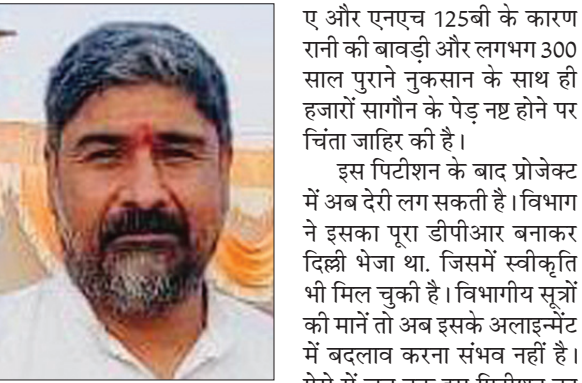 ए और एनएच 125बी के कारण
रानी की बावड़ी और लगभग 300
साल पुराने नुकसान के साथ ही
हजारों सागौन के पेड़ नष्ट होने पर
चिंता जाहिर की है।
इस पिटीशन के बाद प्रोजेक्ट
में अब देरी लग सकती है। विभाग
ने इसका पूरा डीपीआर बनाकर
दिल्ली भेजा था. जिसमें स्वीकृति
भी मिल चुकी है। विभागीय सूत्रों
की मानें तो अब इसके अलाइन्मेंट
में बदलाव करना संभव नहीं है।